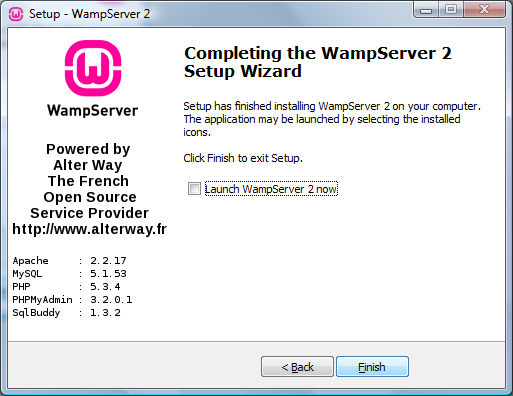 Setup - WampServer 2
WampServer
Powered by
Alter Way
The French
Open Source
Service Provider
http://www.alterway.fr
Apache : 2.2.17
MySQL : 5.1.53
PHP : 5.3.4
PHPMyAdmin : 3.2.0.1
SqlBuddy : 1.3.2
Completing the WampServer 2
Setup Wizard
Setup has finished installing WampServer 2 on your computer.
The application may be launched by selecting the installed
icons.
Click Finish to exit Setup.
Launch WampServer 2 now
< Back
Finish